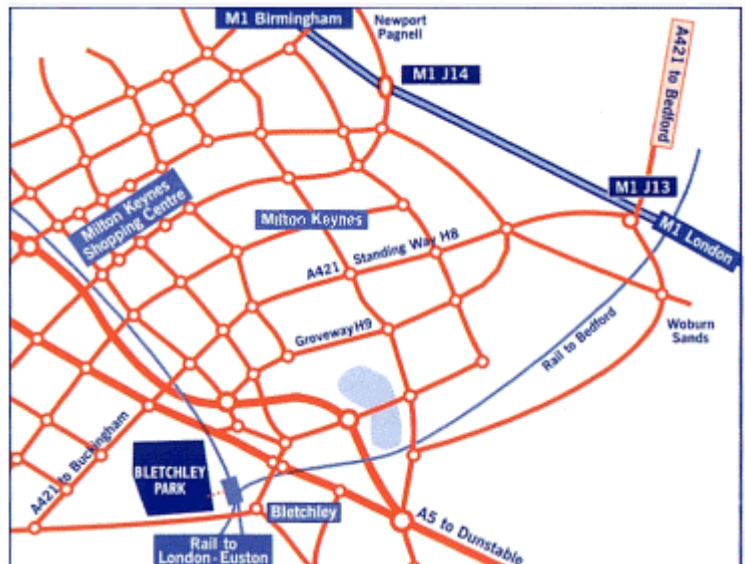 M1 Birmingham
Newport
Pagnell
M1 J14
A421 to Bedford
M1 J13
M1 London
Milton Keynes
Shopping Centre
Milton Keynes
A421 Standing Way H8
Groveway H9
Rail to Bedford
Woburn
Sands
A421 to Buckingham
BLETCHLEY
PARK
Bletchley
A5 to Dunstable
Rail to
London-Euston